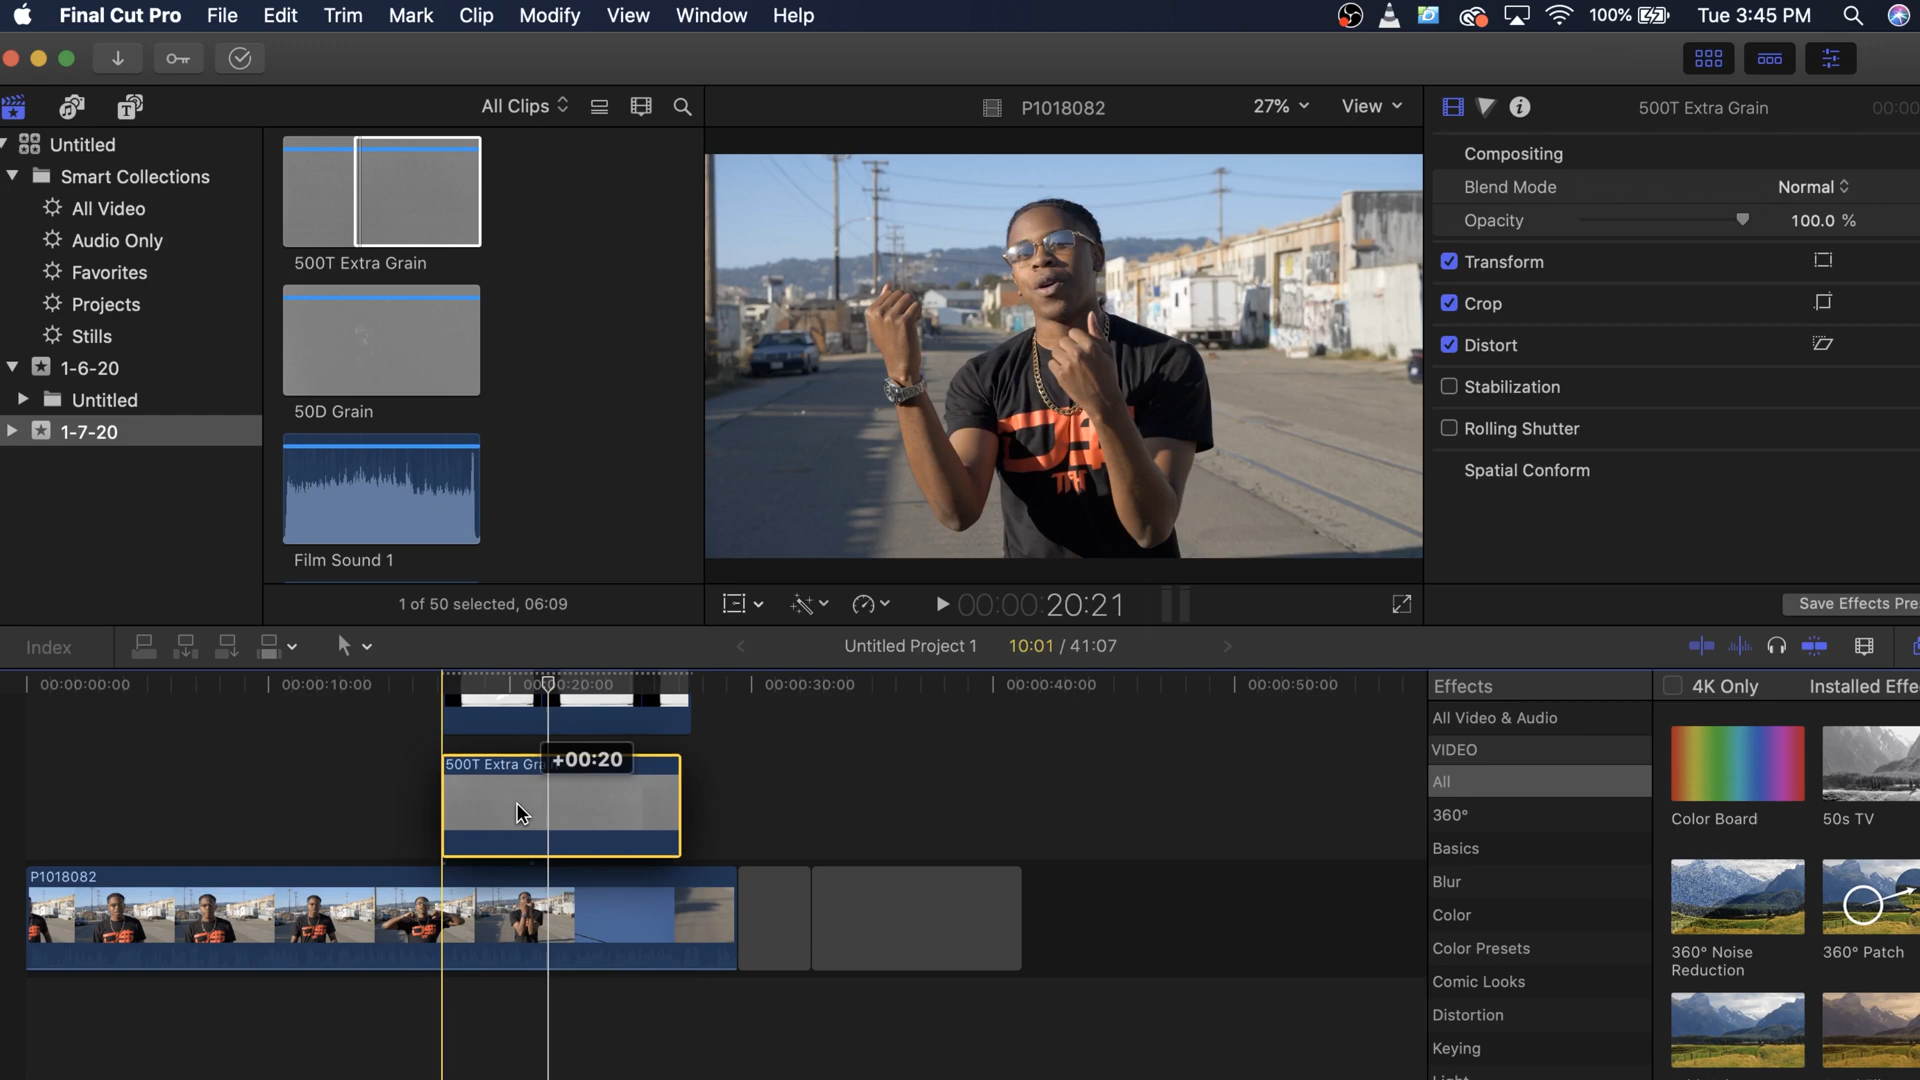 Final Cut Pro File Edit Trim Mark Clip Modify View Window Help 100% Tue 3:45 PM
All Clips P1018082 27% View 500T Extra Grain 00:00
Untitled
Smart Collections
All Video
Audio Only
Favorites
Projects
Stills
1-6-20
Untitled
1-7-20
500T Extra Grain
50D Grain
Film Sound 1
1 of 50 selected, 06:09
00:00:00:20:21
Compositing
Blend Mode Normal
Opacity 100.0 %
Transform
Crop
Distort
Stabilization
Rolling Shutter
Spatial Conform
Save Effects Pre
Index Untitled Project 1 10:01 / 41:07
00:00:00:00 00:00:10:00 00:00:20:00 00:00:30:00 00:00:40:00 00:00:50:00
500T Extra Gra
+00:20
P1018082
Effects 4K Only Installed Effe
All Video & Audio
VIDEO
All
360°
Basics
Blur
Color
Color Presets
Comic Looks
Distortion
Keying
Color Board 50s TV
360° Noise
Reduction
360° Patch